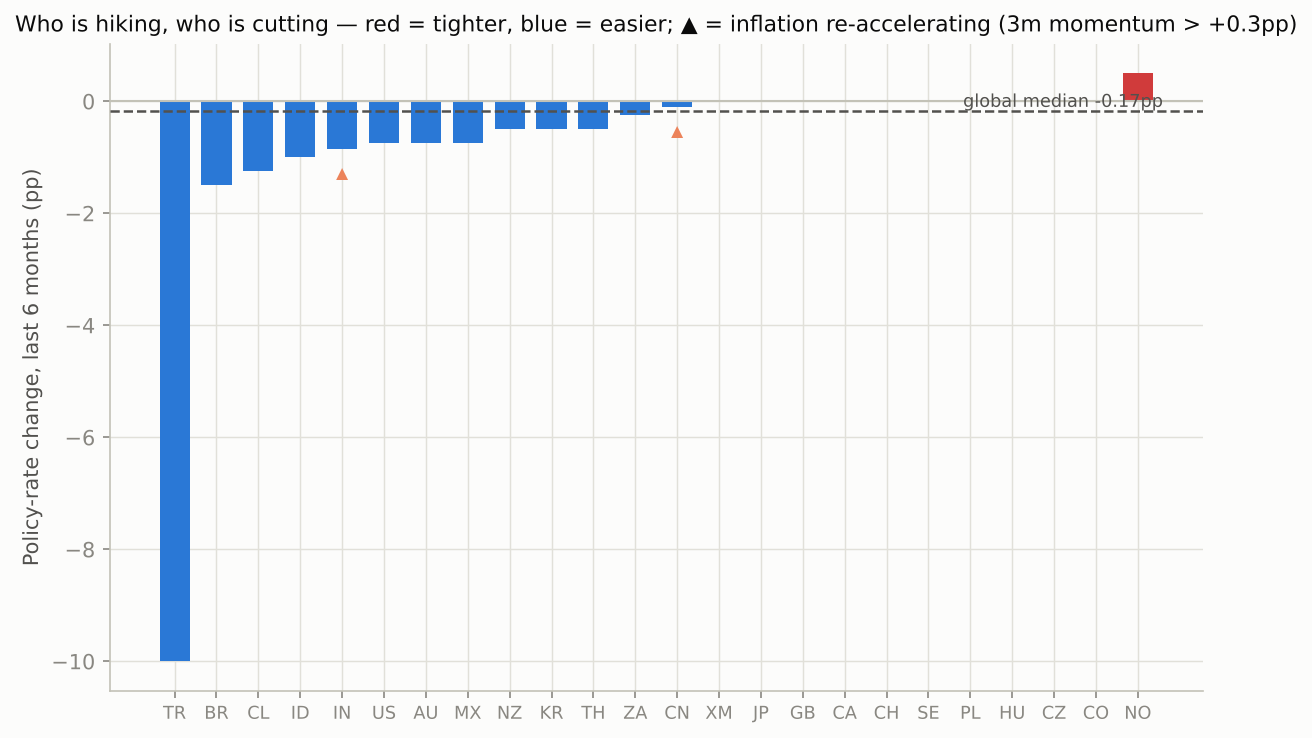 Who is hiking, who is cutting — red = tighter, blue = easier; ▲ = inflation re-accelerating (3m momentum > +0.3pp)
Policy-rate change, last 6 months (pp)
0
−2
−4
−6
−8
−10
global median -0.17pp
TR BR CL ID IN US AU MX NZ KR TH ZA CN XM JP GB CA CH SE PL HU CZ CO NO